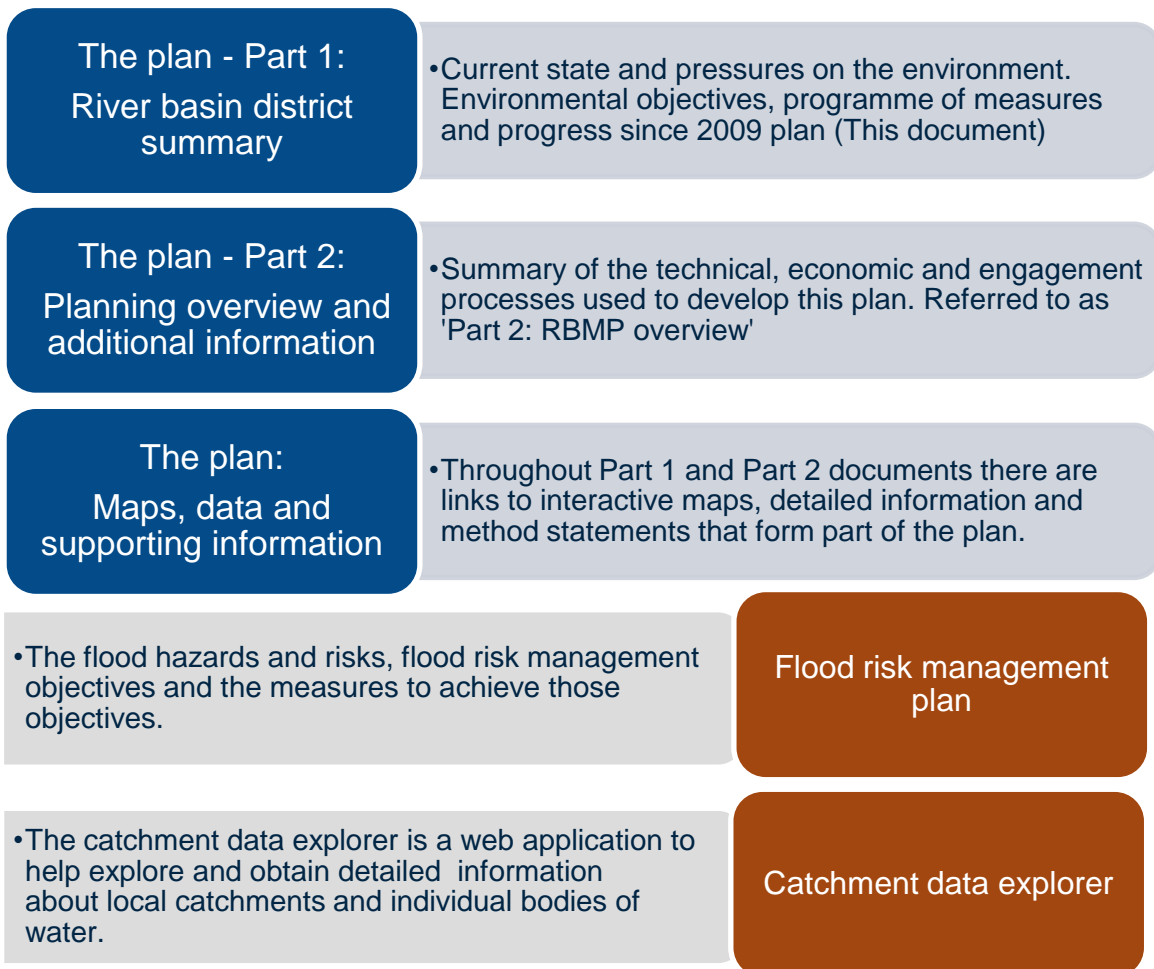 The plan - Part 1:
River basin district
summary
•Current state and pressures on the environment.
Environmental objectives, programme of measures
and progress since 2009 plan (This document)
The plan - Part 2:
Planning overview and
additional information
•Summary of the technical, economic and engagement
processes used to develop this plan. Referred to as
'Part 2: RBMP overview'
The plan:
Maps, data and
supporting information
•Throughout Part 1 and Part 2 documents there are
links to interactive maps, detailed information and
method statements that form part of the plan.
•The flood hazards and risks, flood risk management
objectives and the measures to achieve those
objectives.
Flood risk management
plan
•The catchment data explorer is a web application to
help explore and obtain detailed  information
about local catchments and individual bodies of
water.
Catchment data explorer